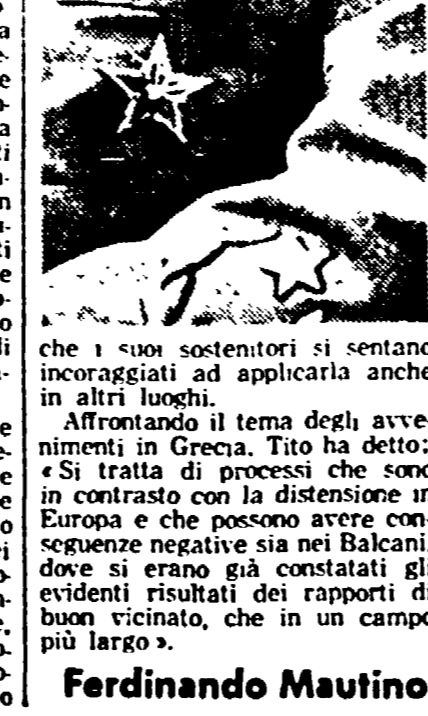 che i suoi sostenitori si sentano
incoraggiati ad applicarla anche
in altri luoghi.
Affrontando il tema degli avve-
nimenti in Grecia. Tito ha detto:
« Si tratta di processi che sono
in contrasto con la distensione in
Europa e che possono avere con-
seguenze negative sia nei Balcani,
dove si erano già constatati gli
evidenti risultati dei rapporti di
buon vicinato, che in un campo
più largo ».
Ferdinando Mautino